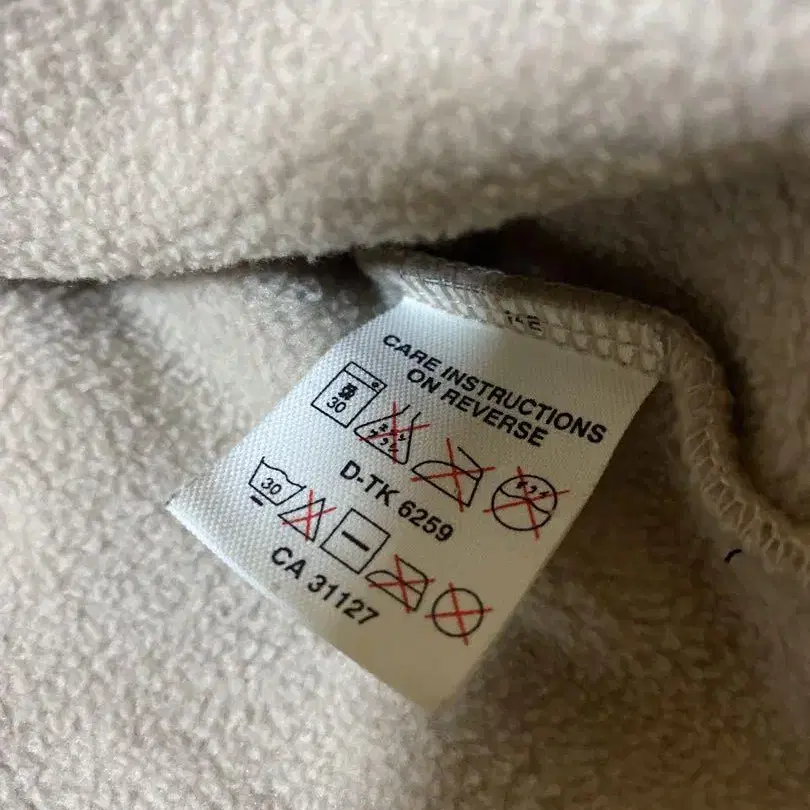 CARE INSTRUCTIONS
ON REVERSE
30
D-TK 6259
30
CA 31127